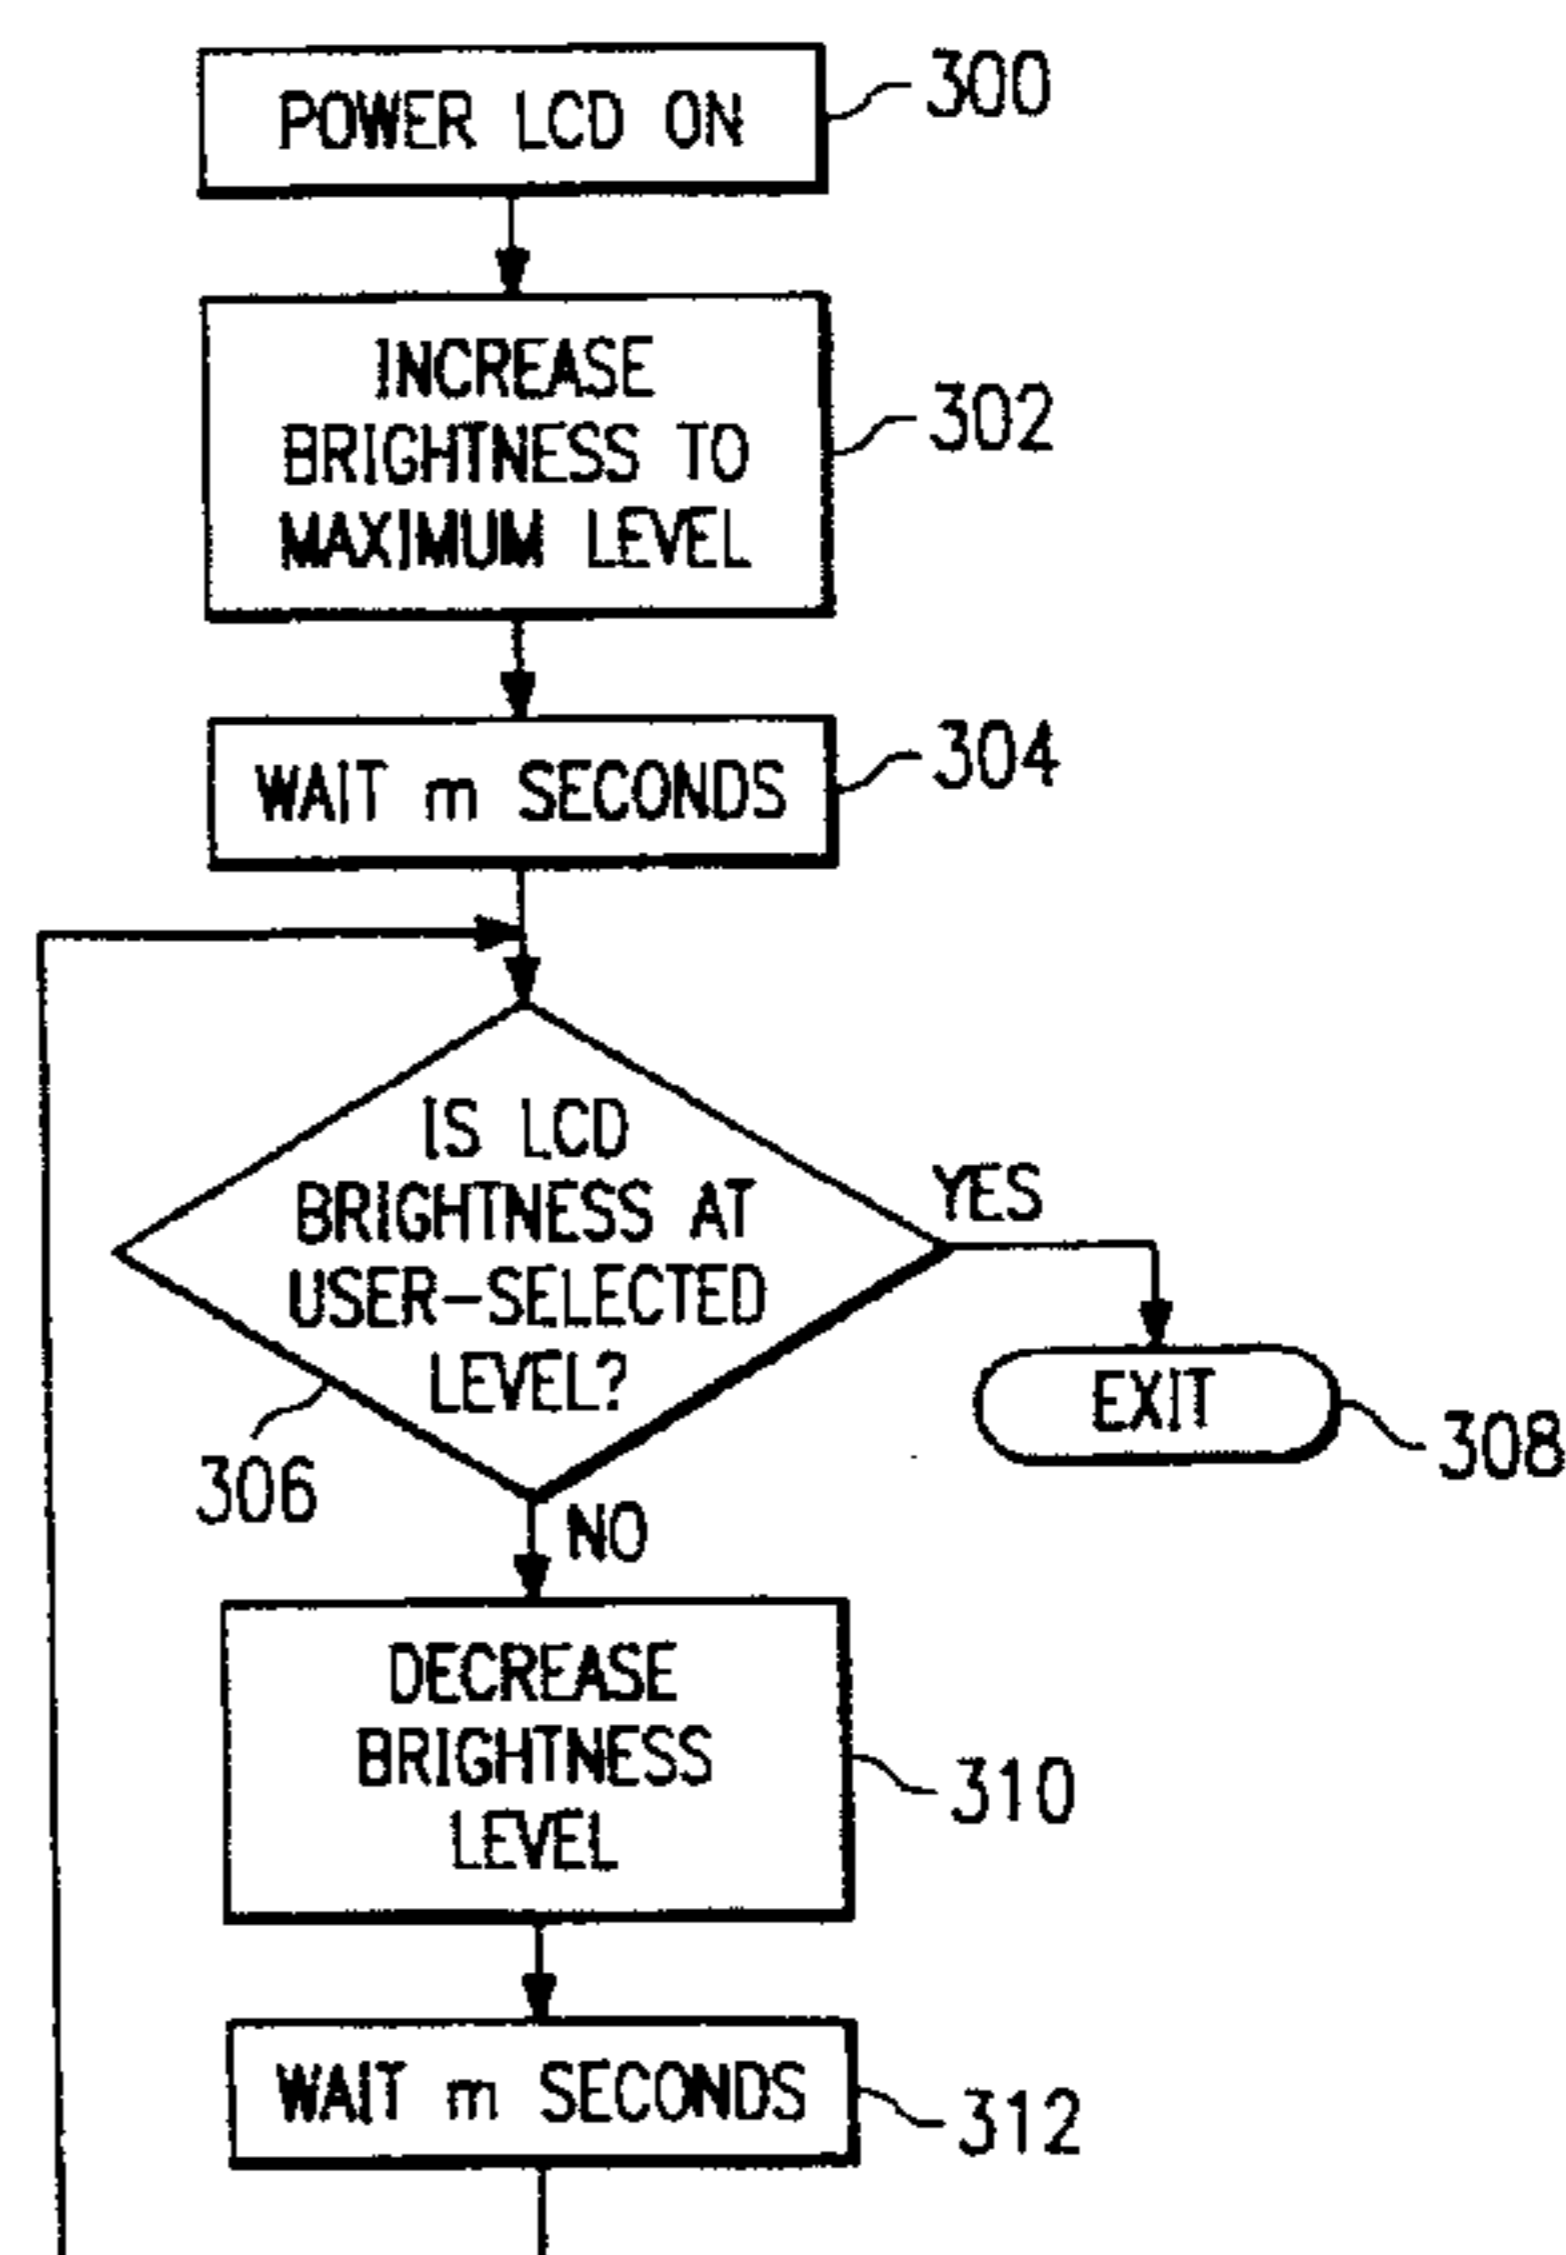 POWER LCD ON
300
INCREASE
BRIGHTNESS TO
MAXIMUM LEVEL
302
WAIT m SECONDS
304
IS LCD
BRIGHTNESS AT
USER-SELECTED
LEVEL?
306
YES
EXIT
308
NO
DECREASE
BRIGHTNESS
LEVEL
310
WAIT m SECONDS
312